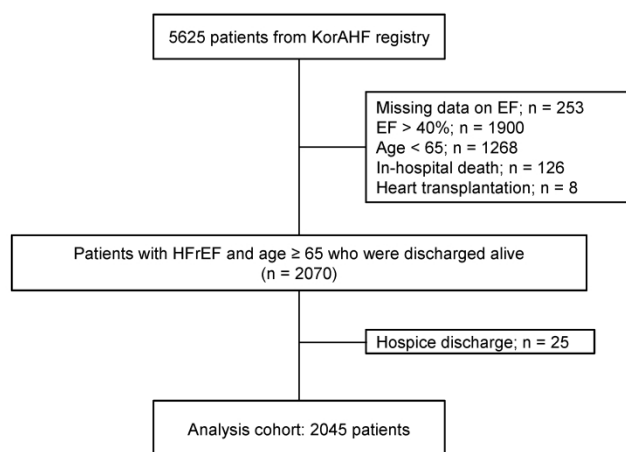 5625 patients from KorAHF registry
Missing data on EF; n = 253
EF > 40%; n = 1900
Age < 65; n = 1268
In-hospital death; n = 126
Heart transplantation; n = 8
Patients with HFrEF and age ≥ 65 who were discharged alive
(n = 2070)
Hospice discharge; n = 25
Analysis cohort: 2045 patients